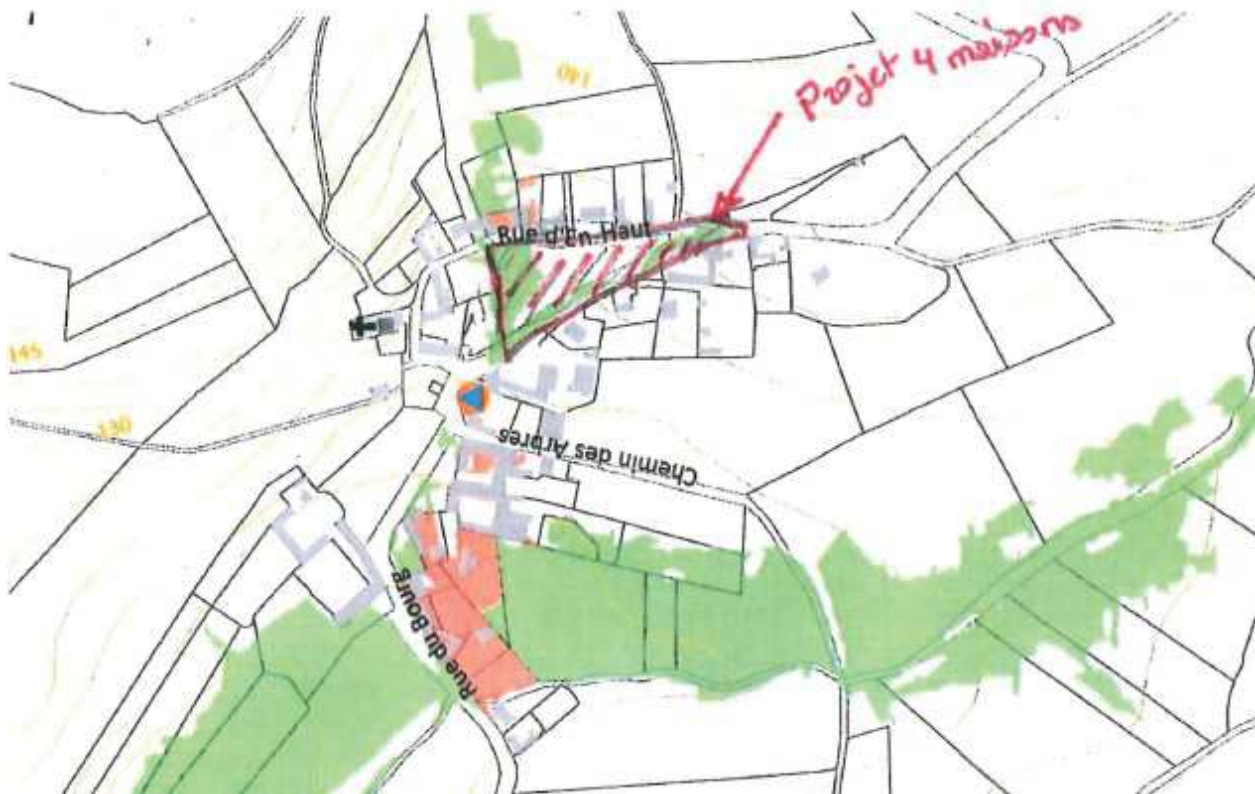 Projet 4 maisons
140
Rue d'En-Haut
145
130
Chemin des Arbres
Rue du Bourg